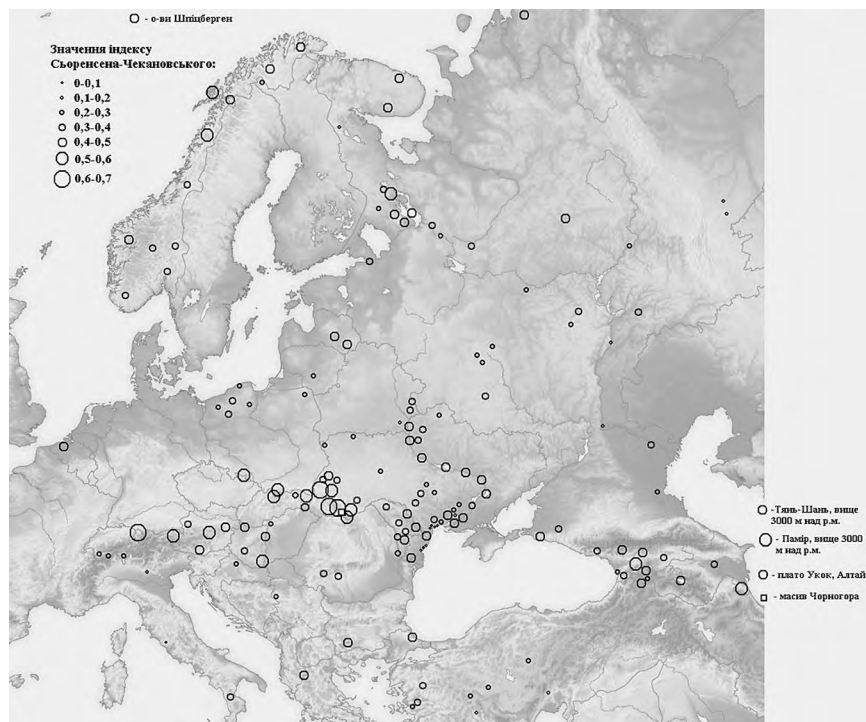 - о-ви Шпіцберген
Значення індексу
Сьоренсена-Чекановського:
0-0,1
0,1-0,2
0,2-0,3
0,3-0,4
0,4-0,5
0,5-0,6
0,6-0,7
-Тянь-Шань, вище
3000 м над р.м.
- Памір, вище 3000
м над р.м.
- плато Укок, Алтай
- масив Чорногора